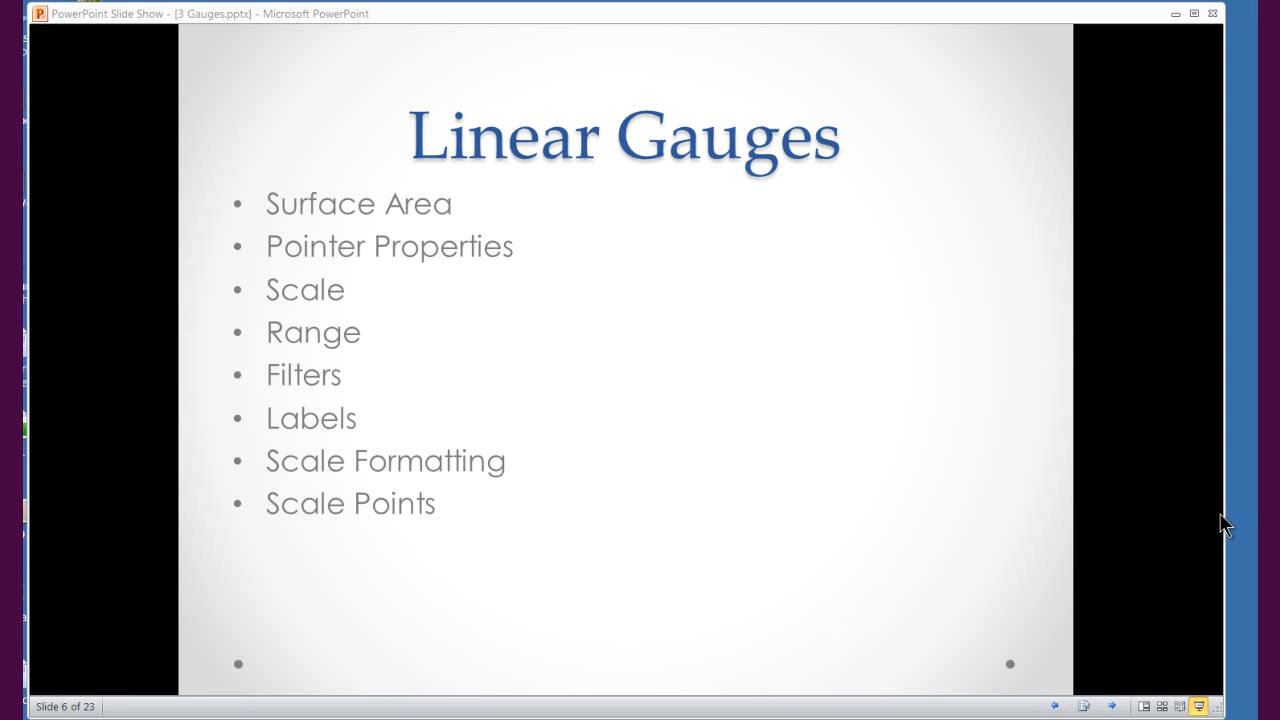 PowerPoint Slide Show - [3 Gauges.pptx] - Microsoft PowerPoint
Linear Gauges
• Surface Area
• Pointer Properties
• Scale
• Range
• Filters
• Labels
• Scale Formatting
• Scale Points
Slide 6 of 23